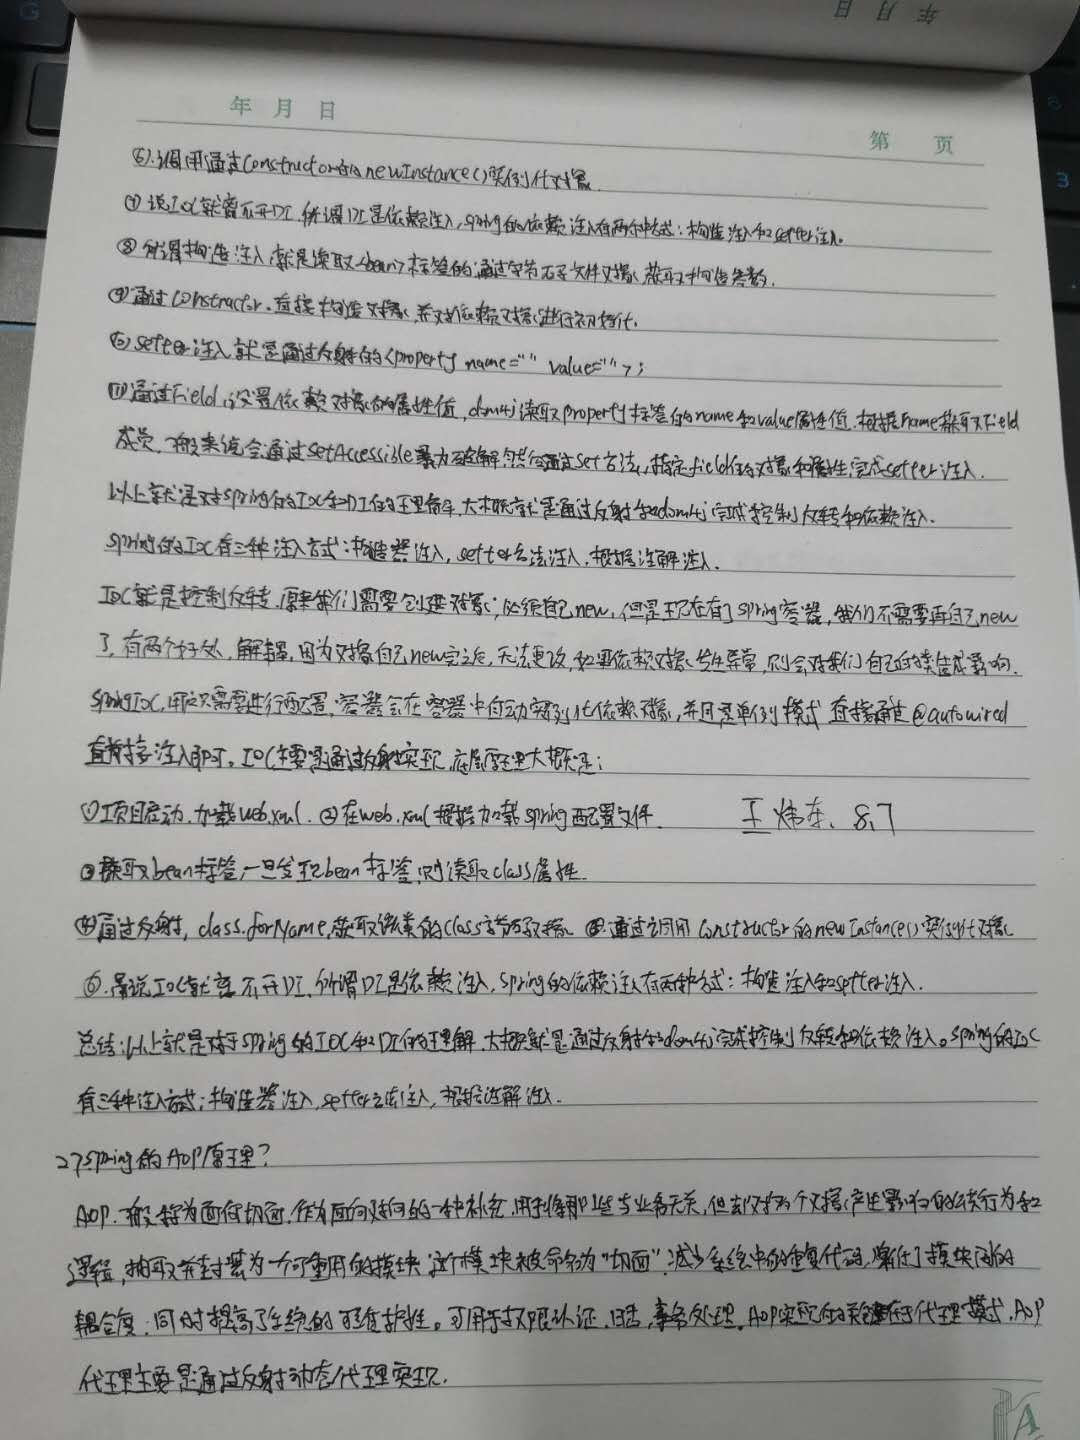 年 月 日
年 月 日
第 页
⑥.调用通过Constructor的newInstance()实例化对象.
⑦ 说IOC就离不开DI.所谓DI是依赖注入,spring的依赖注入有两种方式:构造注入和setter注入.
⑧ 所谓构造注入就是读取<bean>标签的,通过字节码文件对象,获取对构造参数.
⑨通过Constructor.直接构造对象,并对依赖对象进行初始化.
⑩ setter注入就是通过反射的<property name="" value="">;
⑪通过Field,设置依赖对象的属性值,dom4j读取property标签的name和value属性值.根据name获取对Field
成员.一般来说会通过setAccessible暴力破解,然后通过set方法,指定field的对象和属性,完成setter注入.
以上就是对spring的IOC和DI的理解,大概就是通过反射和dom4j完成控制反转和依赖注入.
spring的IOC有三种注入方式:构造器注入,setter方法注入,根据注解注入.
IOC就是控制反转,原来我们需要创建对象;必须自己new,但是现在有了spring容器,我们不需要再自己new
了,有两个好处,解耦,因为对象自己new完之后,无法更改,如果依赖对象发生异常,则会对我们自己的类造成影响.
springIOC,用户只需要进行配置,容器会在容器中自动实列化依赖对象,并且是单例模式 直接通过@autowired
直接注入即可。IOC主要是通过反射实现,底层原理大概是:
①项目启动.加载web.xml. ②在web.xml根据加载spring配置文件.
王炜东.8.7
③获取bean标签,一旦发现bean标签,则读取class属性.
④通过反射,class.forName,获取该类的Class字节码对象 ⑤通过调用Constructor的newInstance()实例化对象
⑥.虽说IOC就离不开DI,所谓DI是依赖注入,spring的依赖注入有两种方式:构造注入和setter注入.
总结:以上就是对于spring的IOC和DI的理解,大概就是通过反射和dom4j完成控制反转和依赖注入。spring的IOC
有三种注入方式:构造器注入,setter方法注入,根据注解注入.
27spring的AOP原理?
AOP.一般称为面向切面.作为面向对向的一种补充,用于将那些与业务无关,但却对多个对象产生影响的公共行为和
逻辑,抽取并封装为一个可重用的模块 这个模块被命名为"切面",减少系统中的重复代码,降低了模块间的
耦合度,同时提高了系统的可维护性。可用于权限认证,日志,事务处理,AOP实现的关键在于代理模式.AOP
代理主要是通过反射动态代理实现.